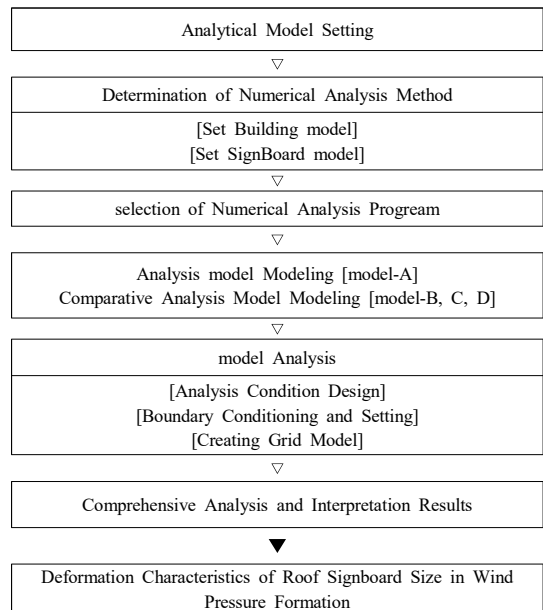 Analytical Model Setting
Determination of Numerical Analysis Method
[Set Building model]
[Set SignBoard model]
selection of Numerical Analysis Progream
Analysis model Modeling [model-A]
Comparative Analysis Model Modeling [model-B, C, D]
model Analysis
[Analysis Condition Design]
[Boundary Conditioning and Setting]
[Creating Grid Model]
Comprehensive Analysis and Interpretation Results
Deformation Characteristics of Roof Signboard Size in Wind
Pressure Formation